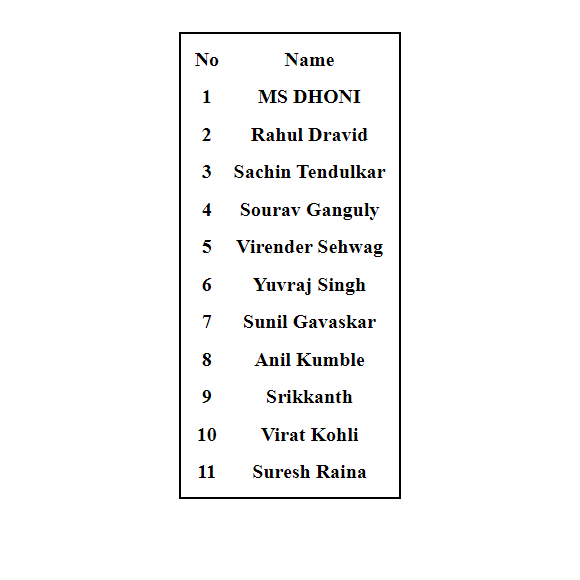 No Name
1 MS DHONI
2 Rahul Dravid
3 Sachin Tendulkar
4 Sourav Ganguly
5 Virender Sehwag
6 Yuvraj Singh
7 Sunil Gavaskar
8 Anil Kumble
9 Srikkanth
10 Virat Kohli
11 Suresh Raina